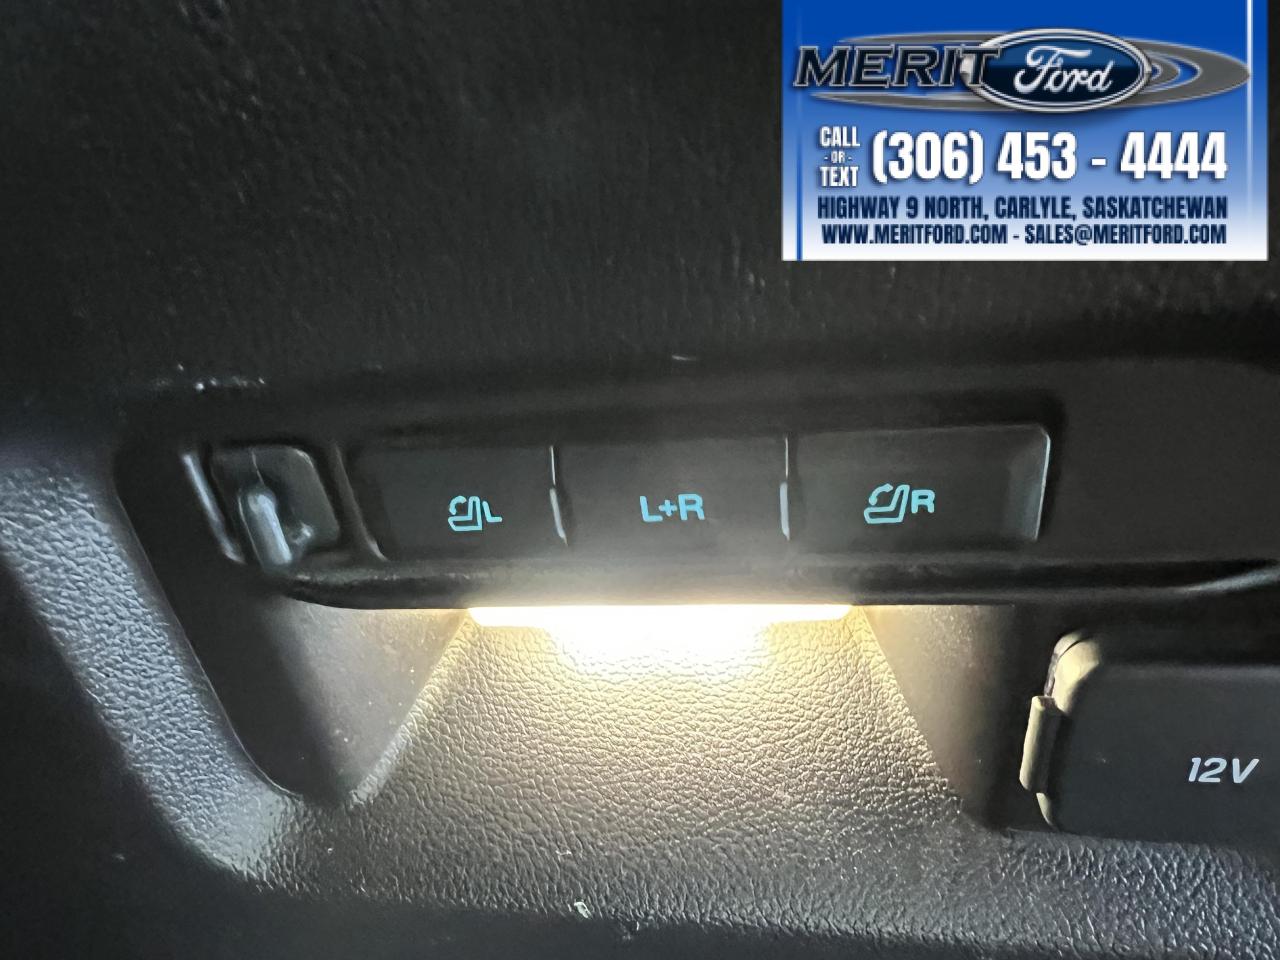 MERIT Ford
CALL
- OR -
TEXT
(306) 453 - 4444
HIGHWAY 9 NORTH, CARLYLE, SASKATCHEWAN
WWW.MERITFORD.COM - SALES@MERITFORD.COM
L
L+R
R
12V